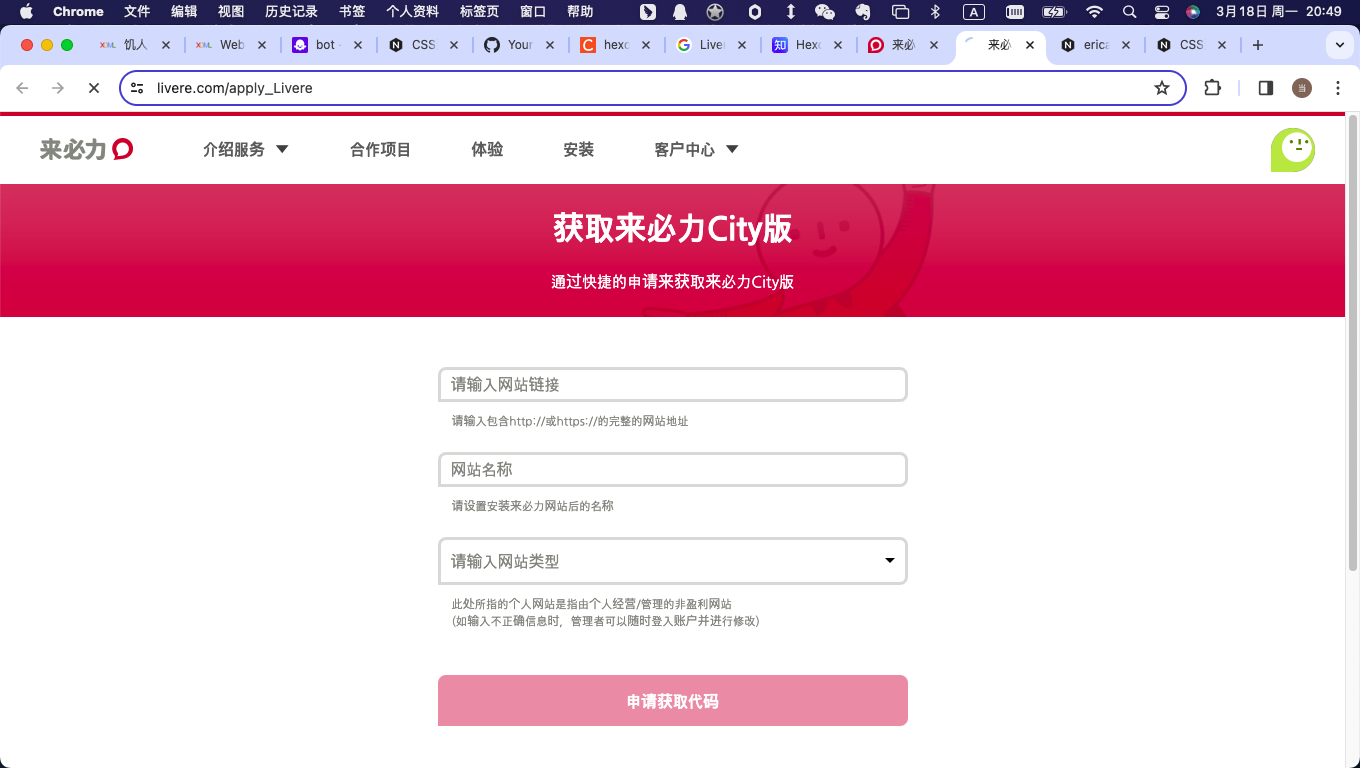 Chrome 文件 编辑 视图 历史记录 书签 个人资料 标签页 窗口 帮助 A 3月18日 周一 20:49
XML 饥人 XML Web bot CSS Your C hexo G Liver 知 Hexo 来必 来必 N erica N CSS
livere.com/apply_Livere
来必力 介绍服务 合作项目 体验 安装 客户中心
获取来必力City版
通过快捷的申请来获取来必力City版
请输入网站链接
请输入包含http://或https://的完整的网站地址
网站名称
请设置安装来必力网站后的名称
请输入网站类型
此处所指的个人网站是指由个人经营/管理的非盈利网站
(如输入不正确信息时，管理者可以随时登入账户并进行修改)
申请获取代码